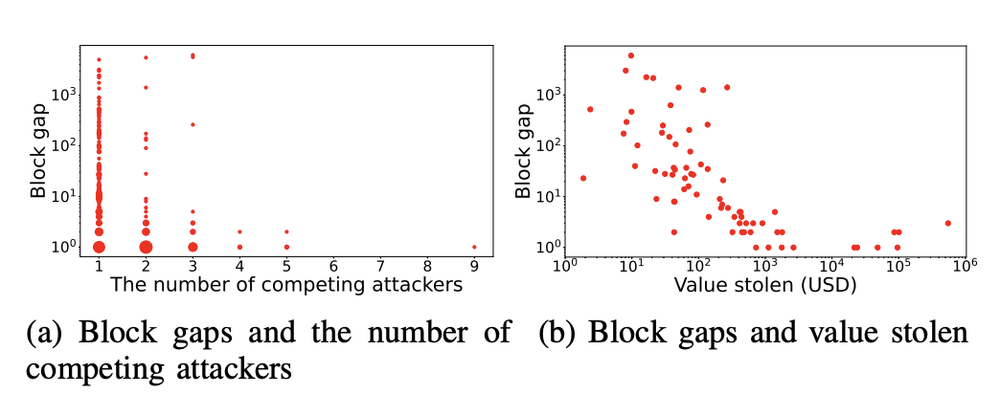 Block gap
10³
10²
10¹
10⁰
1 2 3 4 5 6 7 8 9
The number of competing attackers
(a) Block gaps and the number of
competing attackers
Block gap
10³
10²
10¹
10⁰
10⁰ 10¹ 10² 10³ 10⁴ 10⁵ 10⁶
Value stolen (USD)
(b) Block gaps and value stolen